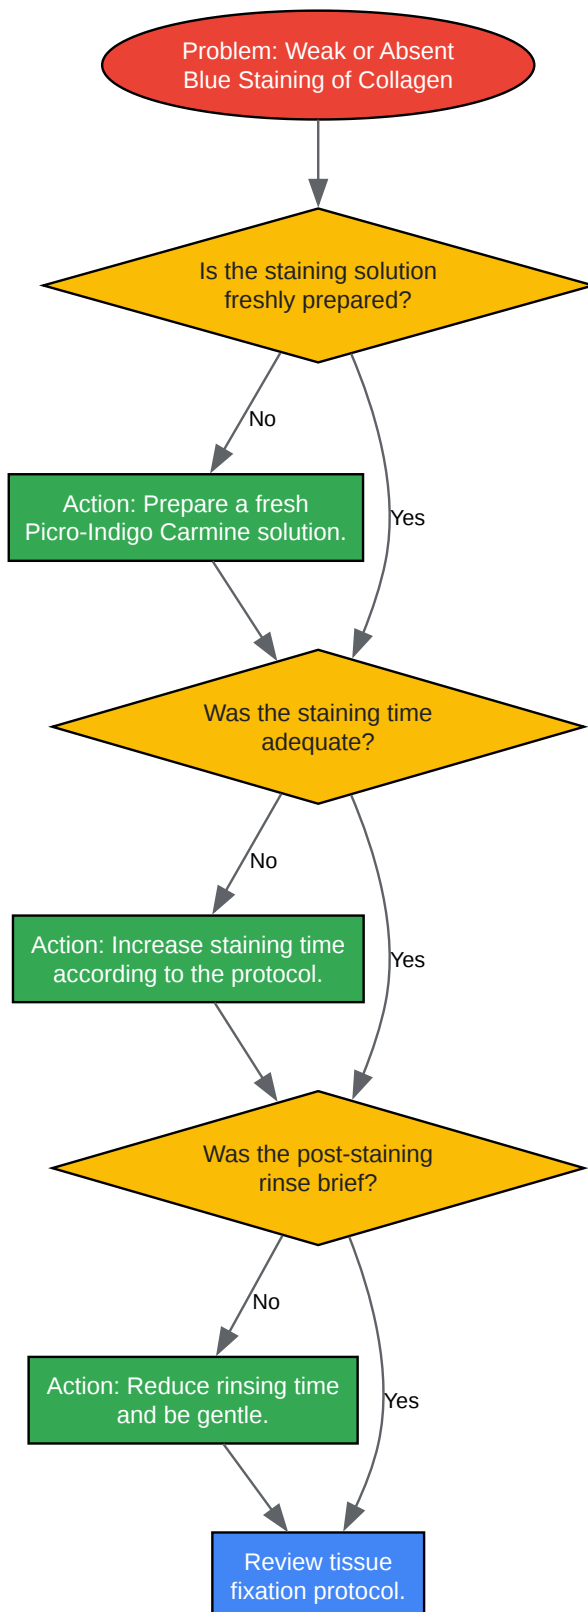 Problem: Weak or Absent
Blue Staining of Collagen
Is the staining solution
freshly prepared?
No
Yes
Action: Prepare a fresh
Picro-Indigo Carmine solution.
Was the staining time
adequate?
No
Yes
Action: Increase staining time
according to the protocol.
Was the post-staining
rinse brief?
No
Yes
Action: Reduce rinsing time
and be gentle.
Review tissue
fixation protocol.